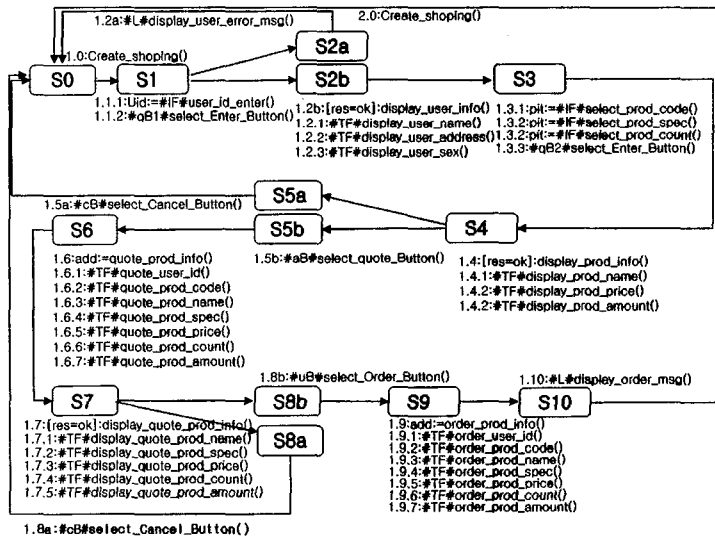 1.2a:#L#display_user_error_msg()
2.0:Create_shoping()
1.0:Create_shoping()
S2a
S0
S1
S2b
S3
1.1.1:Uid:=#IF#user_id_enter()
1.1.2:#qB1#select_Enter_Button()
1.2b:[res=ok]:display_user_info()
1.2.1:#TF#display_user_name()
1.2.2:#TF#display_user_address()
1.2.3:#TF#display_user_sex()
1.3.1:pit:=#IF#select_prod_code()
1.3.2:pit:=#IF#select_prod_spec()
1.3.2:pit:=#IF#select_prod_count()
1.3.3:#qB2#select_Enter_Button()
S5a
1.5a:#cB#select_Cancel_Button()
S6
S5b
S4
1.5b:#aB#select_quote_Button()
1.6:add:=quote_prod_info()
1.6.1:#TF#quote_user_id()
1.6.2:#TF#quote_prod_code()
1.6.3:#TF#quote_prod_name()
1.6.4:#TF#quote_prod_spec()
1.6.5:#TF#quote_prod_price()
1.6.6:#TF#quote_prod_count()
1.6.7:#TF#quote_prod_amount()
1.4:[res=ok]:display_prod_info()
1.4.1:#TF#display_prod_name()
1.4.2:#TF#display_prod_price()
1.4.2:#TF#display_prod_amount()
1.8b:#uB#select_Order_Button()
1.10:#L#display_order_msg()
S7
S8b
S9
S10
1.7:[res=ok]:display_quote_prod_info()
1.7.1:#TF#display_quote_prod_name()
1.7.2:#TF#display_quote_prod_spec()
1.7.3:#TF#display_quote_prod_price()
1.7.4:#TF#display_quote_prod_count()
1.7.5:#TF#display_quote_prod_amount()
S8a
1.9:add:=order_prod_info()
1.9.1:#TF#order_user_id()
1.9.2:#TF#order_prod_code()
1.9.3:#TF#order_prod_name()
1.9.4:#TF#order_prod_spec()
1.9.5:#TF#order_prod_price()
1.9.6:#TF#order_prod_count()
1.9.7:#TF#order_prod_amount()
1.8a:#cB#select_Cancel_Button()